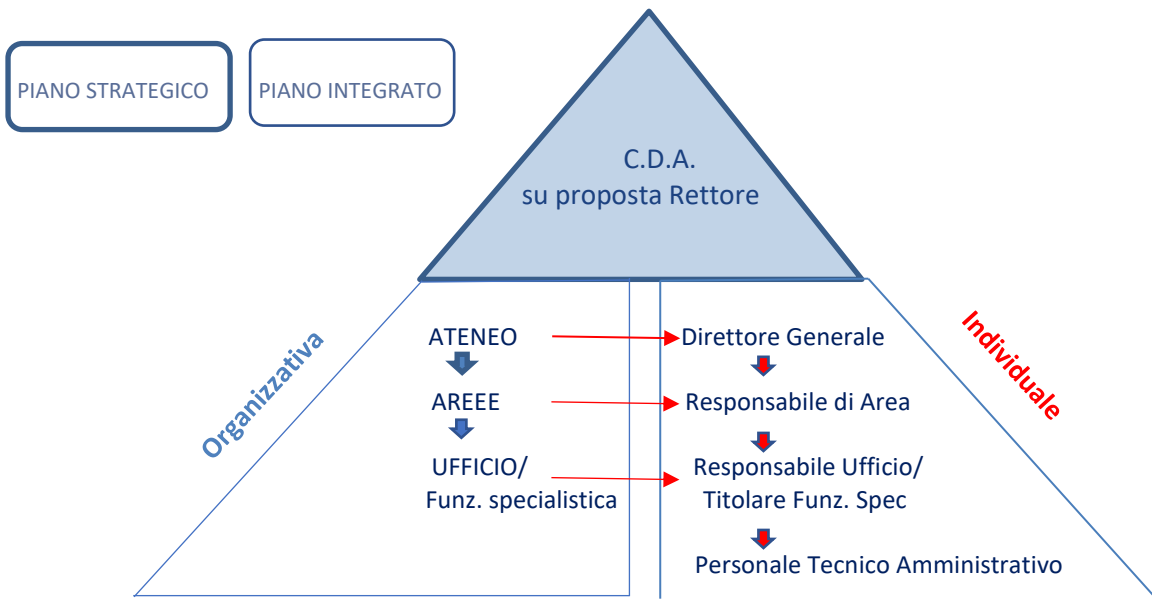 PIANO STRATEGICO
PIANO INTEGRATO
C.D.A.
su proposta Rettore
Organizzativa
Individuale
ATENEO
Direttore Generale
AREEE
Responsabile di Area
UFFICIO/
Funz. specialistica
Responsabile Ufficio/
Titolare Funz. Spec
Personale Tecnico Amministrativo